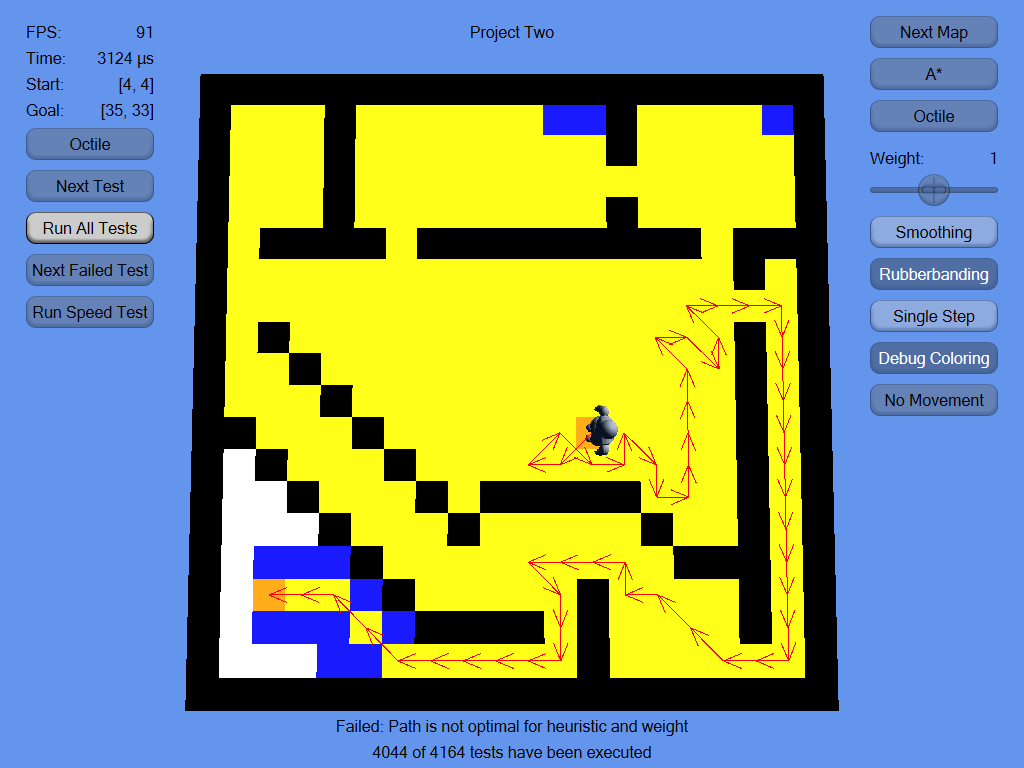 Project Two
FPS: 91
Time: 3124 µs
Start: [4, 4]
Goal: [35, 33]
Octile
Next Test
Run All Tests
Next Failed Test
Run Speed Test
Next Map
A*
Octile
Weight: 1
Smoothing
Rubberbanding
Single Step
Debug Coloring
No Movement
Failed: Path is not optimal for heuristic and weight
4044 of 4164 tests have been executed